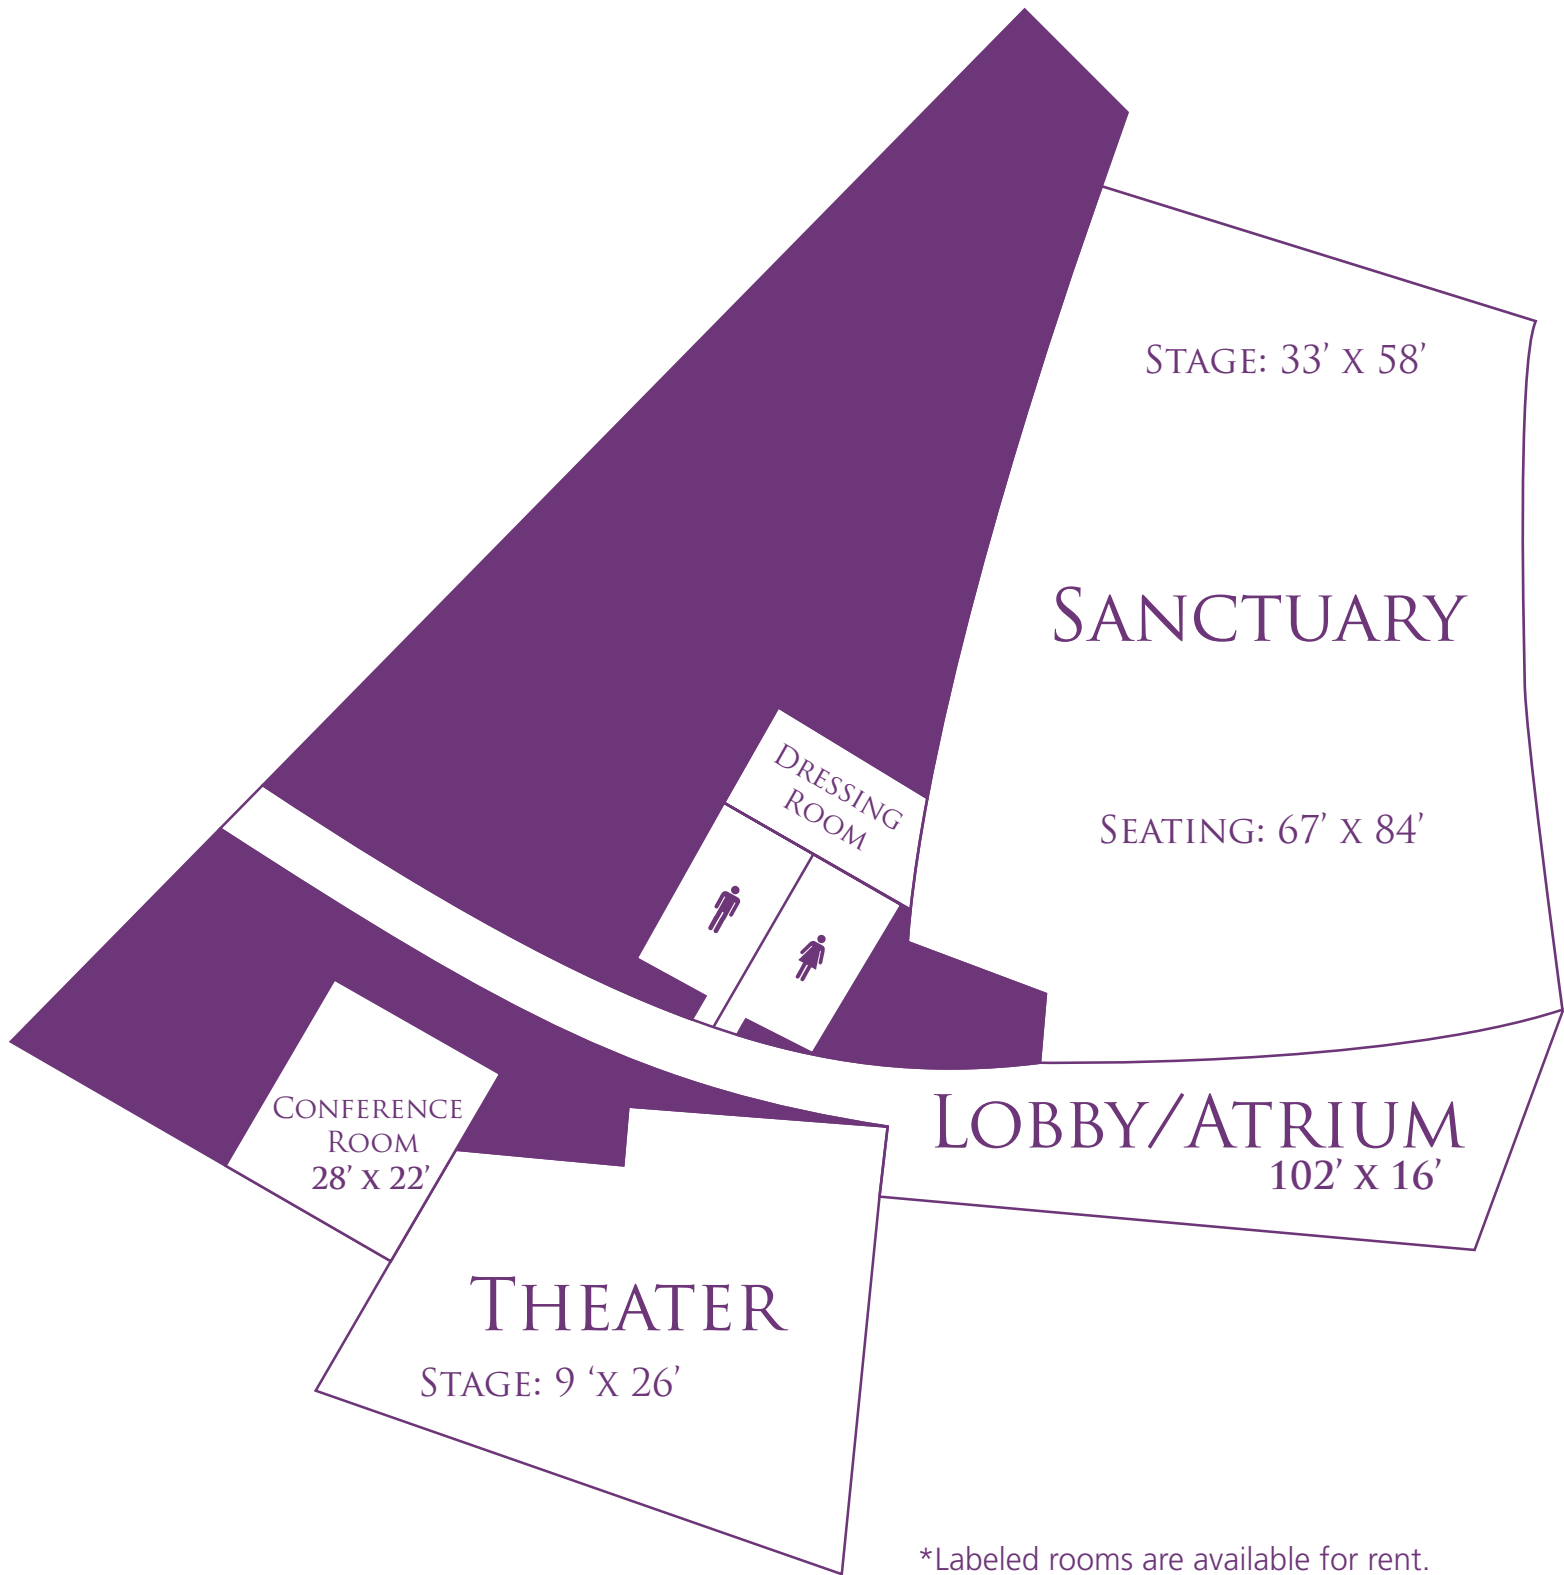 Stage: 33’ x 58’
Sanctuary
Dressing
Room
Seating: 67’ x 84’
Conference
Room
28’ x 22’
Lobby/Atrium
102’ x 16’
Theater
Stage: 9 ‘x 26’
*Labeled rooms are available for rent.